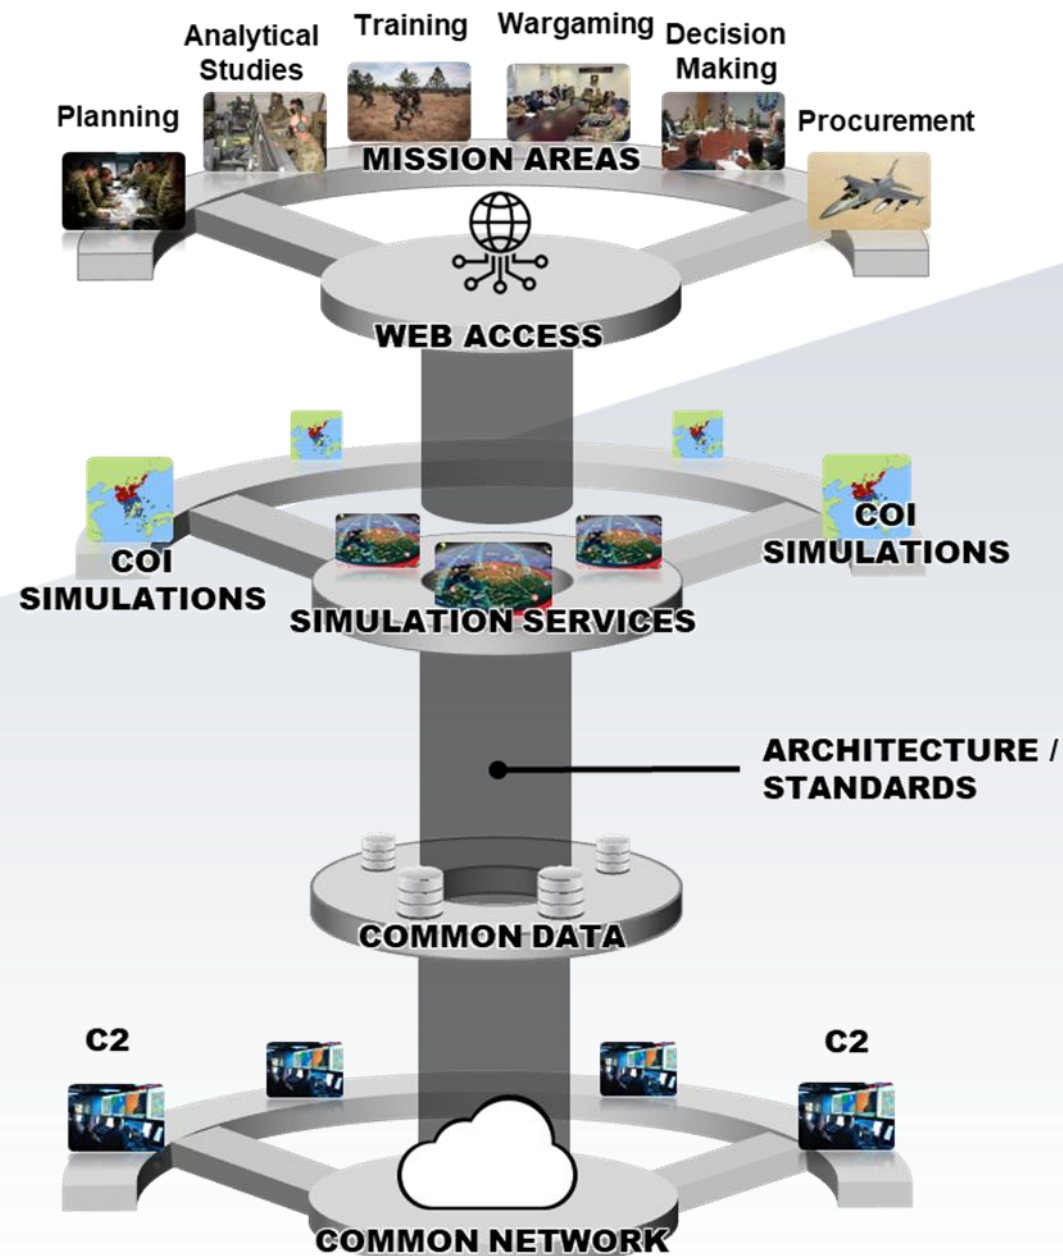 Analytical
Studies
Training
Wargaming
Decision
Making
Planning
Procurement
MISSION AREAS
WEB ACCESS
COI
SIMULATIONS
COI
SIMULATIONS
SIMULATION SERVICES
ARCHITECTURE /
STANDARDS
COMMON DATA
C2
C2
COMMON NETWORK